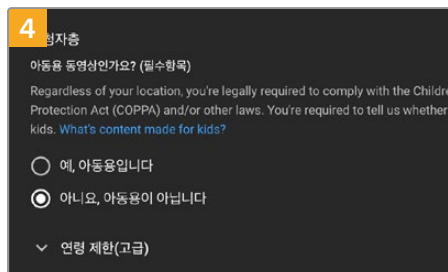 4
시청자층
아동용 동영상인가요? (필수항목)
Regardless of your location, you're legally required to comply with the Childre
Protection Act (COPPA) and/or other laws. You're required to tell us whether
kids. What's content made for kids?
예, 아동용입니다
아니요, 아동용이 아닙니다
연령 제한(고급)